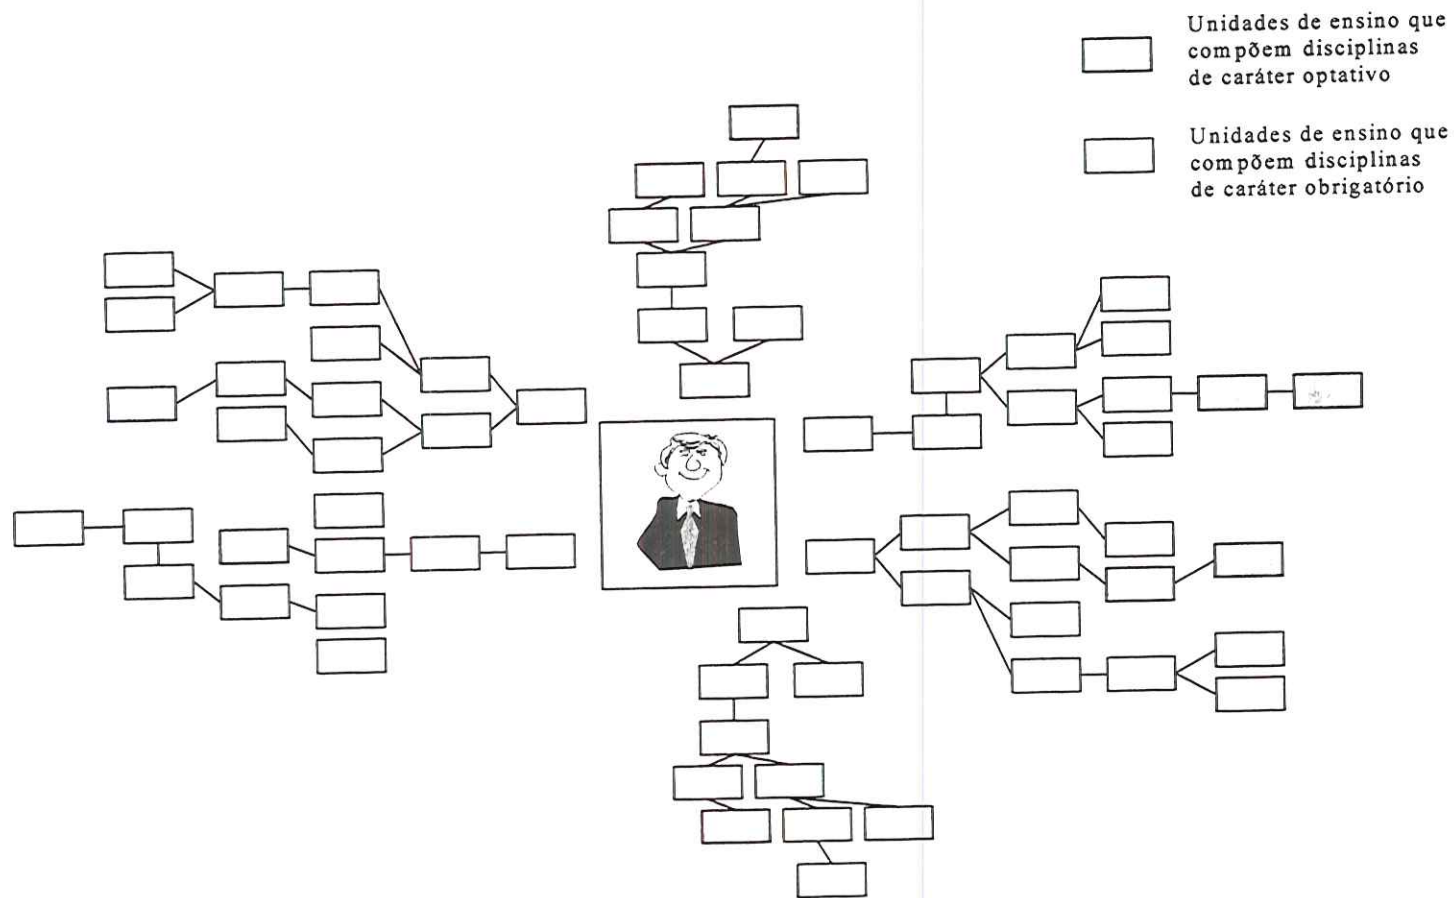 Unidades de ensino que
compõem disciplinas
de caráter optativo
Unidades de ensino que
compõem disciplinas
de caráter obrigatório